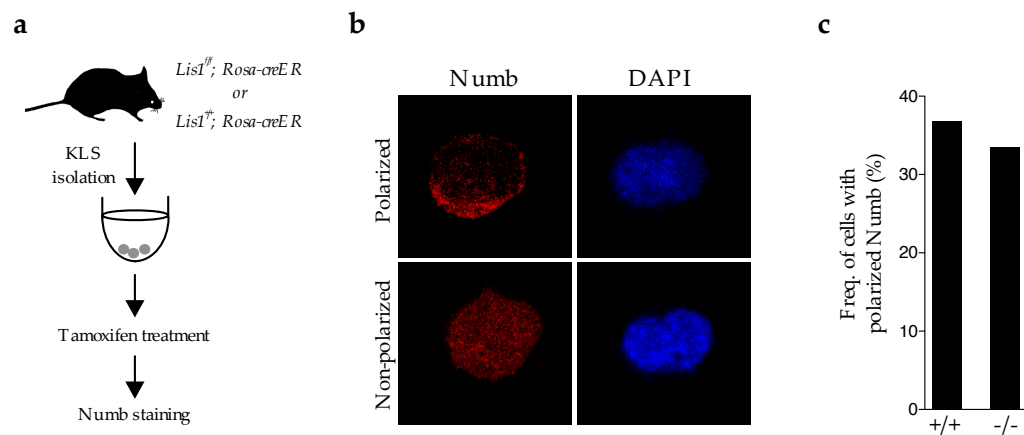 a
Lis1^f/f; Rosa-creER
or
Lis1^+/+; Rosa-creER
KLS
isolation
Tamoxifen treatment
Numb staining
b
Numb
DAPI
Polarized
Non-polarized
c
Freq. of cells with
polarized Numb (%)
40
30
20
10
0
+/+
-/-